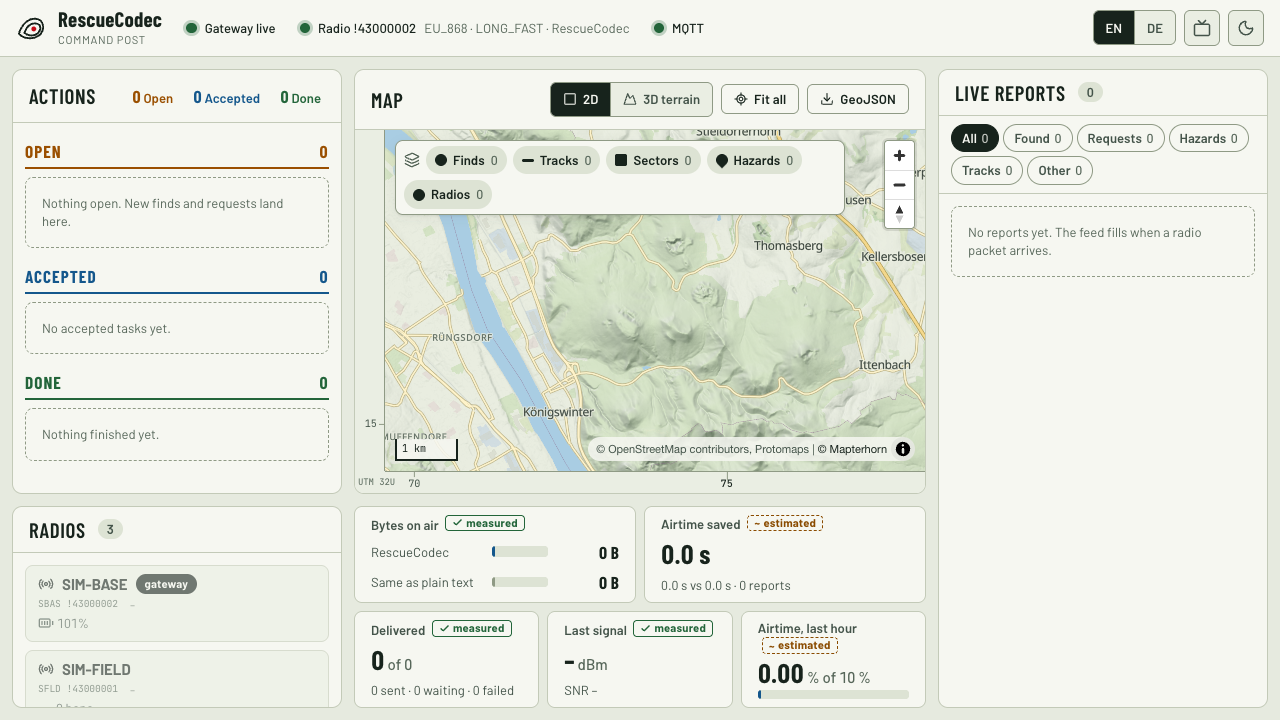 RescueCodec
COMMAND POST
Gateway live
Radio !43000002 EU_868 · LONG_FAST · RescueCodec
MQTT
EN DE
ACTIONS
0 Open 0 Accepted 0 Done
OPEN 0
Nothing open. New finds and requests land
here.
ACCEPTED 0
No accepted tasks yet.
DONE 0
Nothing finished yet.
RADIOS 3
SIM-BASE gateway
SBAS !43000002 –
101%
SIM-FIELD
SFLD !43000001 –
MAP
2D 3D terrain Fit all GeoJSON
Finds 0 Tracks 0 Sectors 0 Hazards 0
Radios 0
Thomasberg
RÜNGSDORF
Ittenbach
Königswinter
15
1 km
© OpenStreetMap contributors, Protomaps | © Mapterhorn
UTM 32U 70 75
Bytes on air measured
RescueCodec 0 B
Same as plain text 0 B
Airtime saved ~ estimated
0.0 s
0.0 s vs 0.0 s · 0 reports
Delivered measured
0 of 0
0 sent · 0 waiting · 0 failed
Last signal measured
– dBm
SNR –
Airtime, last hour
~ estimated
0.00 % of 10 %
LIVE REPORTS 0
All 0 Found 0 Requests 0 Hazards 0
Tracks 0 Other 0
No reports yet. The feed fills when a radio
packet arrives.